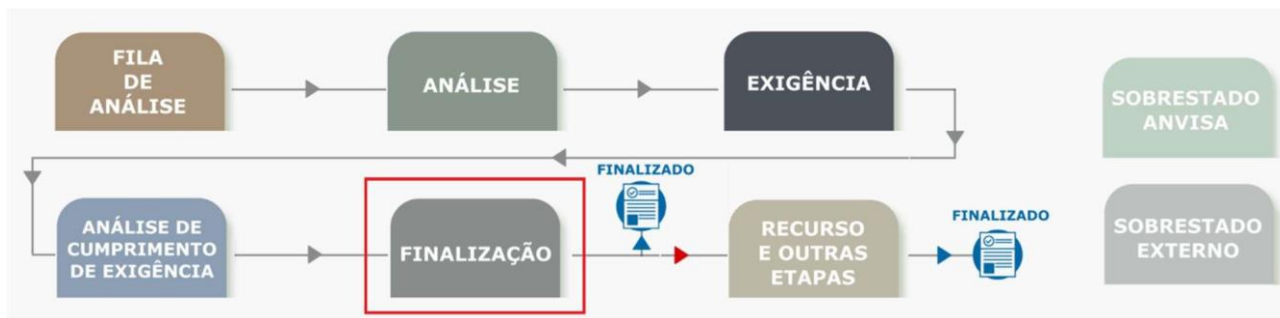 FILA
DE
ANÁLISE
ANÁLISE
EXIGÊNCIA
SOBRESTADO
ANVISA
ANÁLISE DE
CUMPRIMENTO
DE EXIGÊNCIA
FINALIZAÇÃO
FINALIZADO
RECURSO
E OUTRAS
ETAPAS
FINALIZADO
SOBRESTADO
EXTERNO